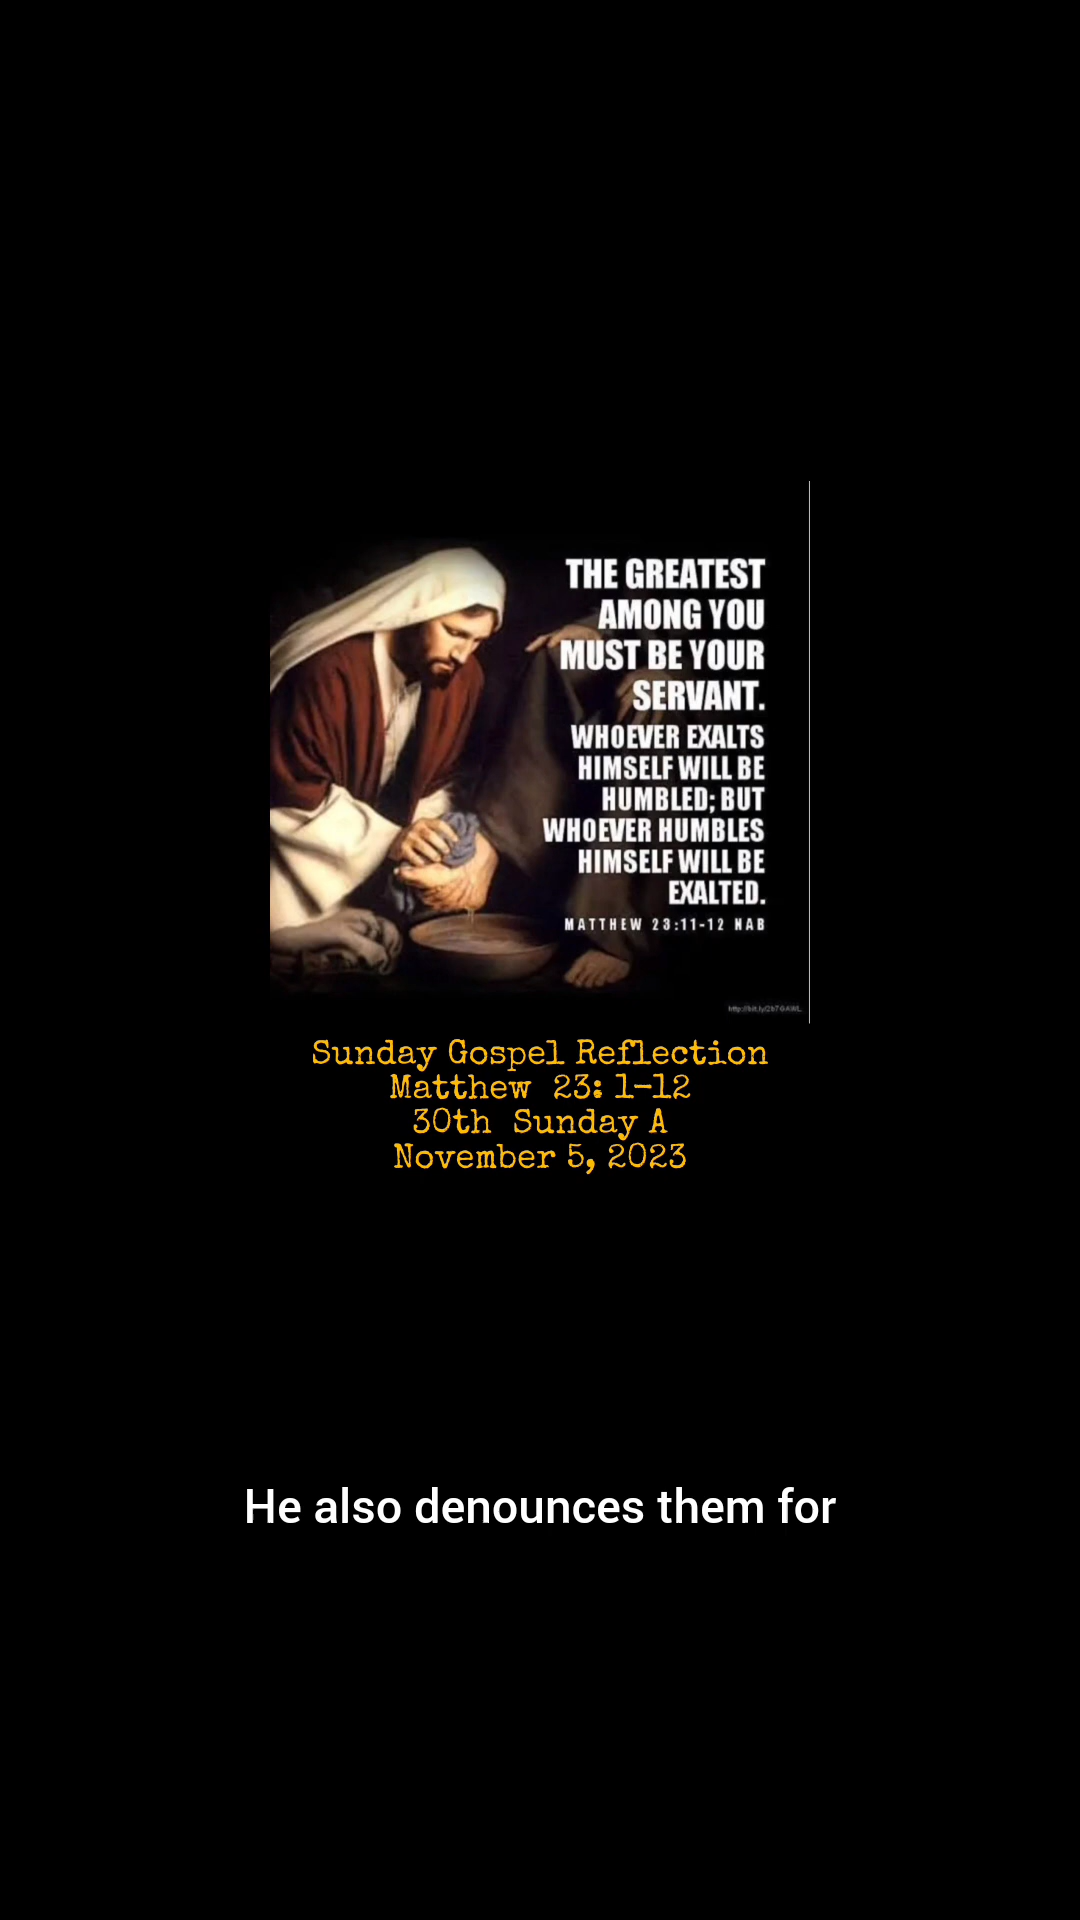 THE GREATEST
AMONG YOU
MUST BE YOUR
SERVANT.
WHOEVER EXALTS
HIMSELF WILL BE
HUMBLED; BUT
WHOEVER HUMBLES
HIMSELF WILL BE
EXALTED.
MATTHEW 23:11-12 NAB
Sunday Gospel Reflection
Matthew 23: 1-12
30th Sunday A
November 5, 2023
He also denounces them for